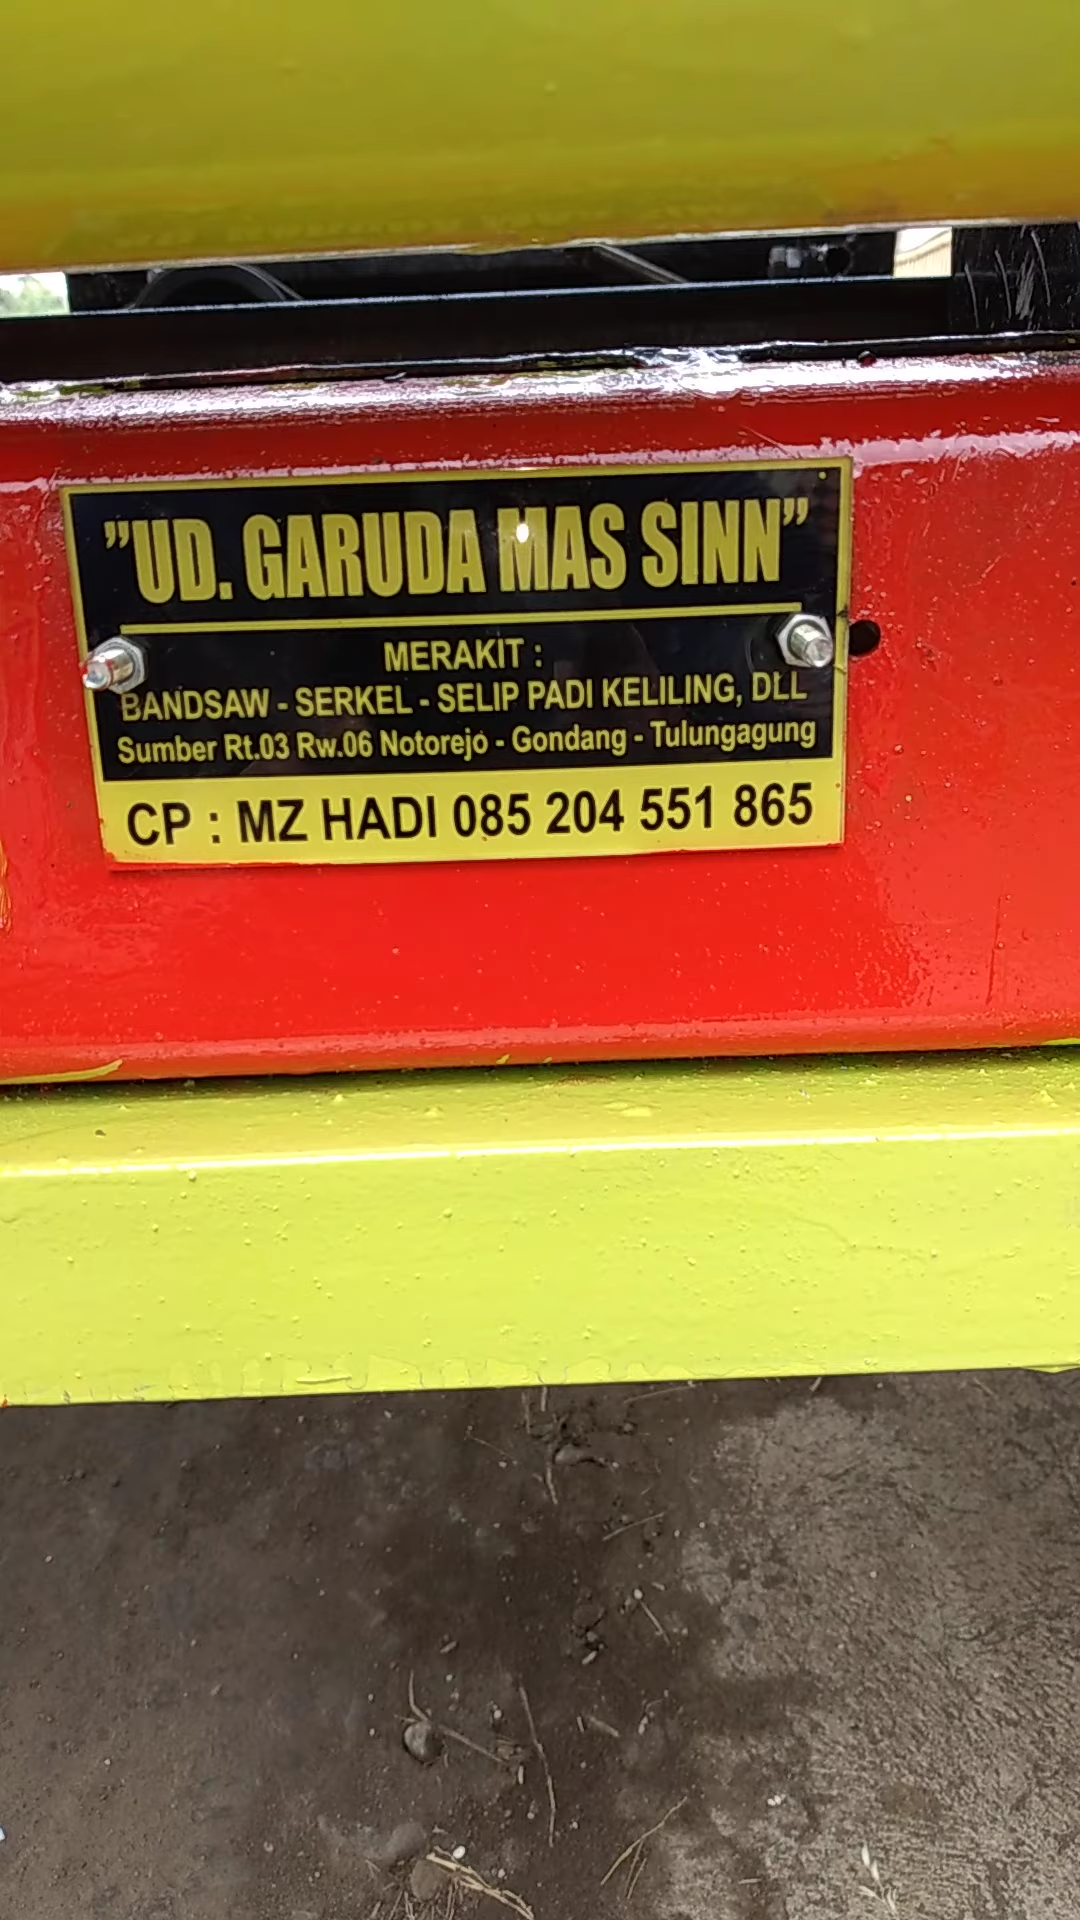 "UD. GARUDA MAS SINN"
MERAKIT :
BANDSAW - SERKEL - SELIP PADI KELILING, DLL
Sumber Rt.03 Rw.06 Notorejo - Gondang - Tulungagung
CP : MZ HADI 085 204 551 865